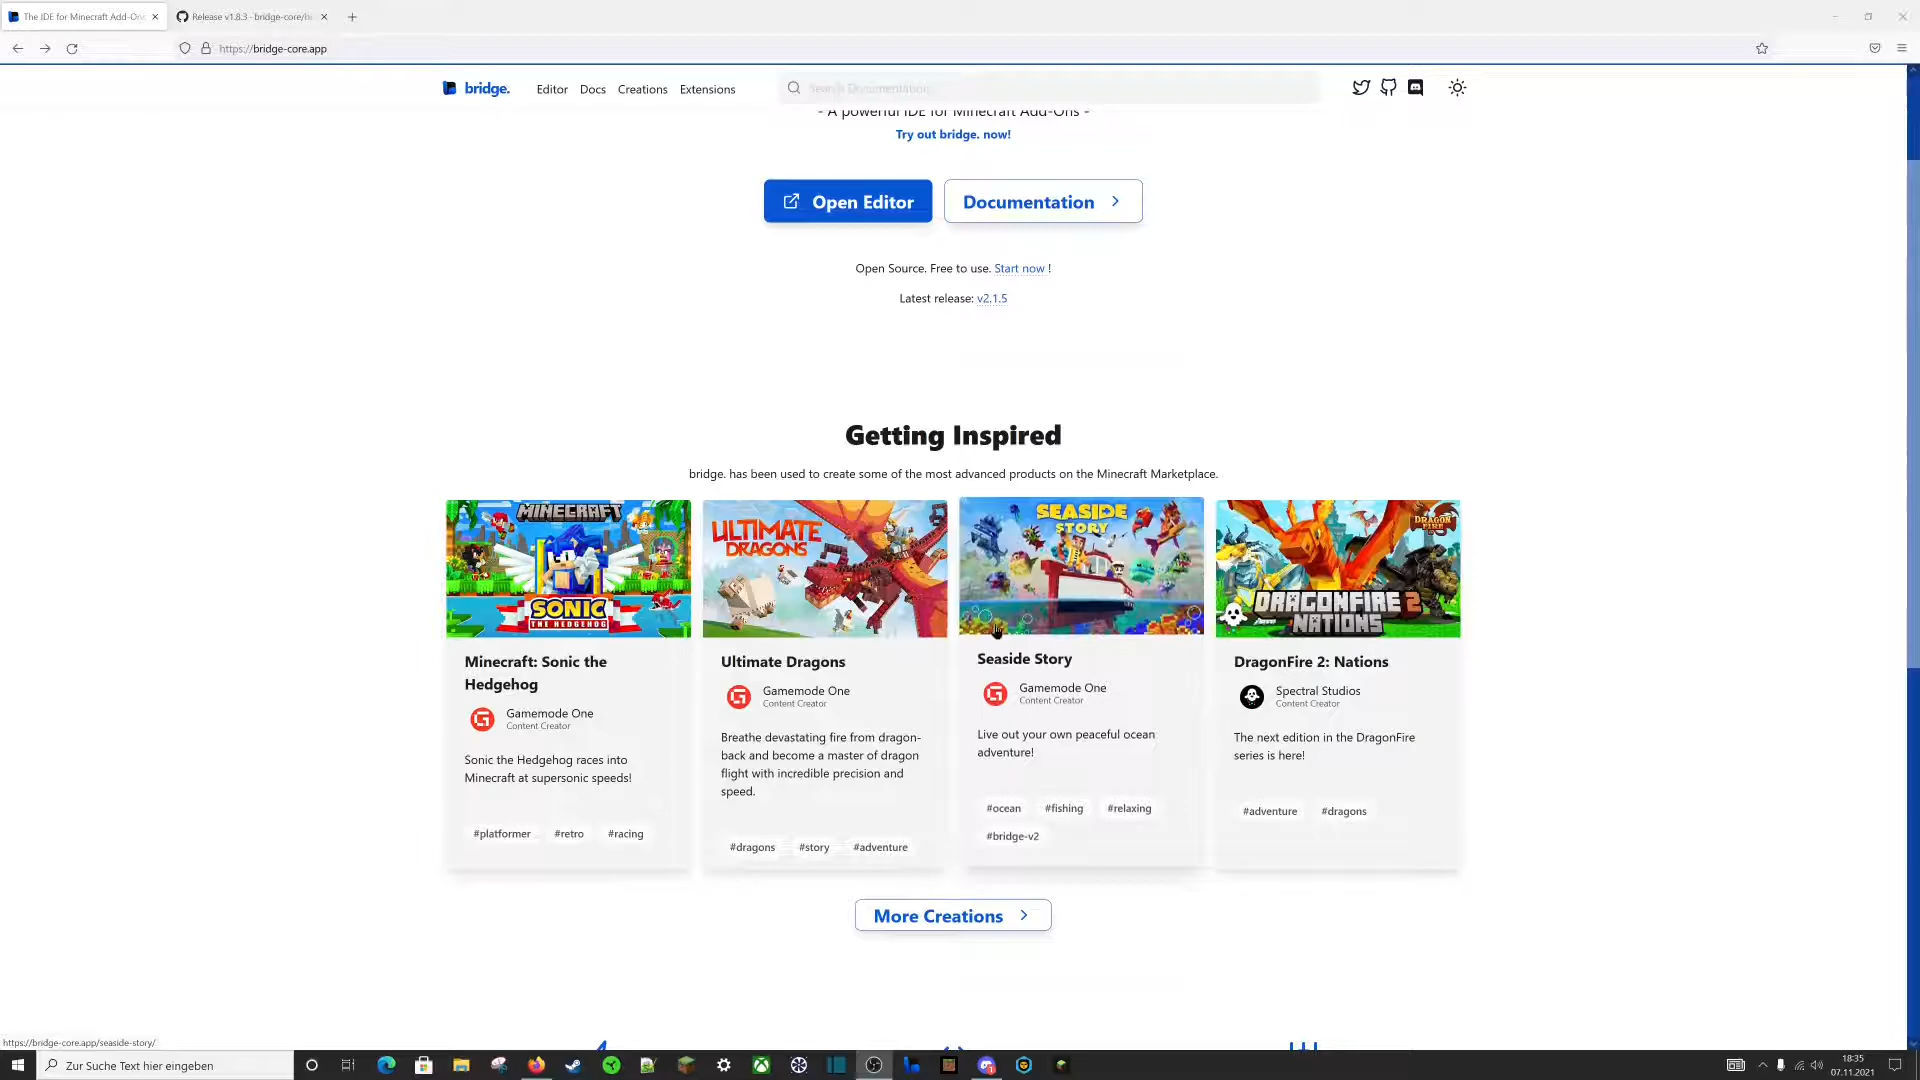 The IDE for Minecraft Add-Ons
Release v1.8.3 · bridge-core/br
https://bridge-core.app
bridge.
Editor
Docs
Creations
Extensions
Search Documentation
- A powerful IDE for Minecraft Add-Ons -
Try out bridge. now!
Open Editor
Documentation
Open Source. Free to use. Start now !
Latest release: v2.1.5
Getting Inspired
bridge. has been used to create some of the most advanced products on the Minecraft Marketplace.
MINECRAFT
SONIC
THE HEDGEHOG
Minecraft: Sonic the
Hedgehog
Gamemode One
Content Creator
Sonic the Hedgehog races into
Minecraft at supersonic speeds!
#platformer
#retro
#racing
ULTIMATE
DRAGONS
Ultimate Dragons
Gamemode One
Content Creator
Breathe devastating fire from dragon-
back and become a master of dragon
flight with incredible precision and
speed.
#dragons
#story
#adventure
SEASIDE
STORY
Seaside Story
Gamemode One
Content Creator
Live out your own peaceful ocean
adventure!
#ocean
#fishing
#relaxing
#bridge-v2
DRAGON
FIRE
DRAGONFIRE 2
NATIONS
DragonFire 2: Nations
Spectral Studios
Content Creator
The next edition in the DragonFire
series is here!
#adventure
#dragons
More Creations
https://bridge-core.app/seaside-story/
Zur Suche Text hier eingeben
18:35
07.11.2021